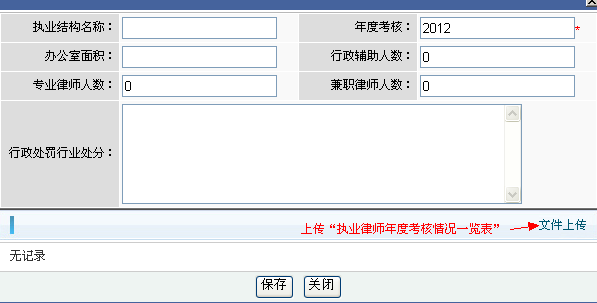 执业结构名称： 年度考核： 2012 *
办公室面积： 行政辅助人数： 0
专业律师人数： 0 兼职律师人数： 0
行政处罚行业处分：
上传“执业律师年度考核情况一览表” 文件上传
无记录
保存 关闭